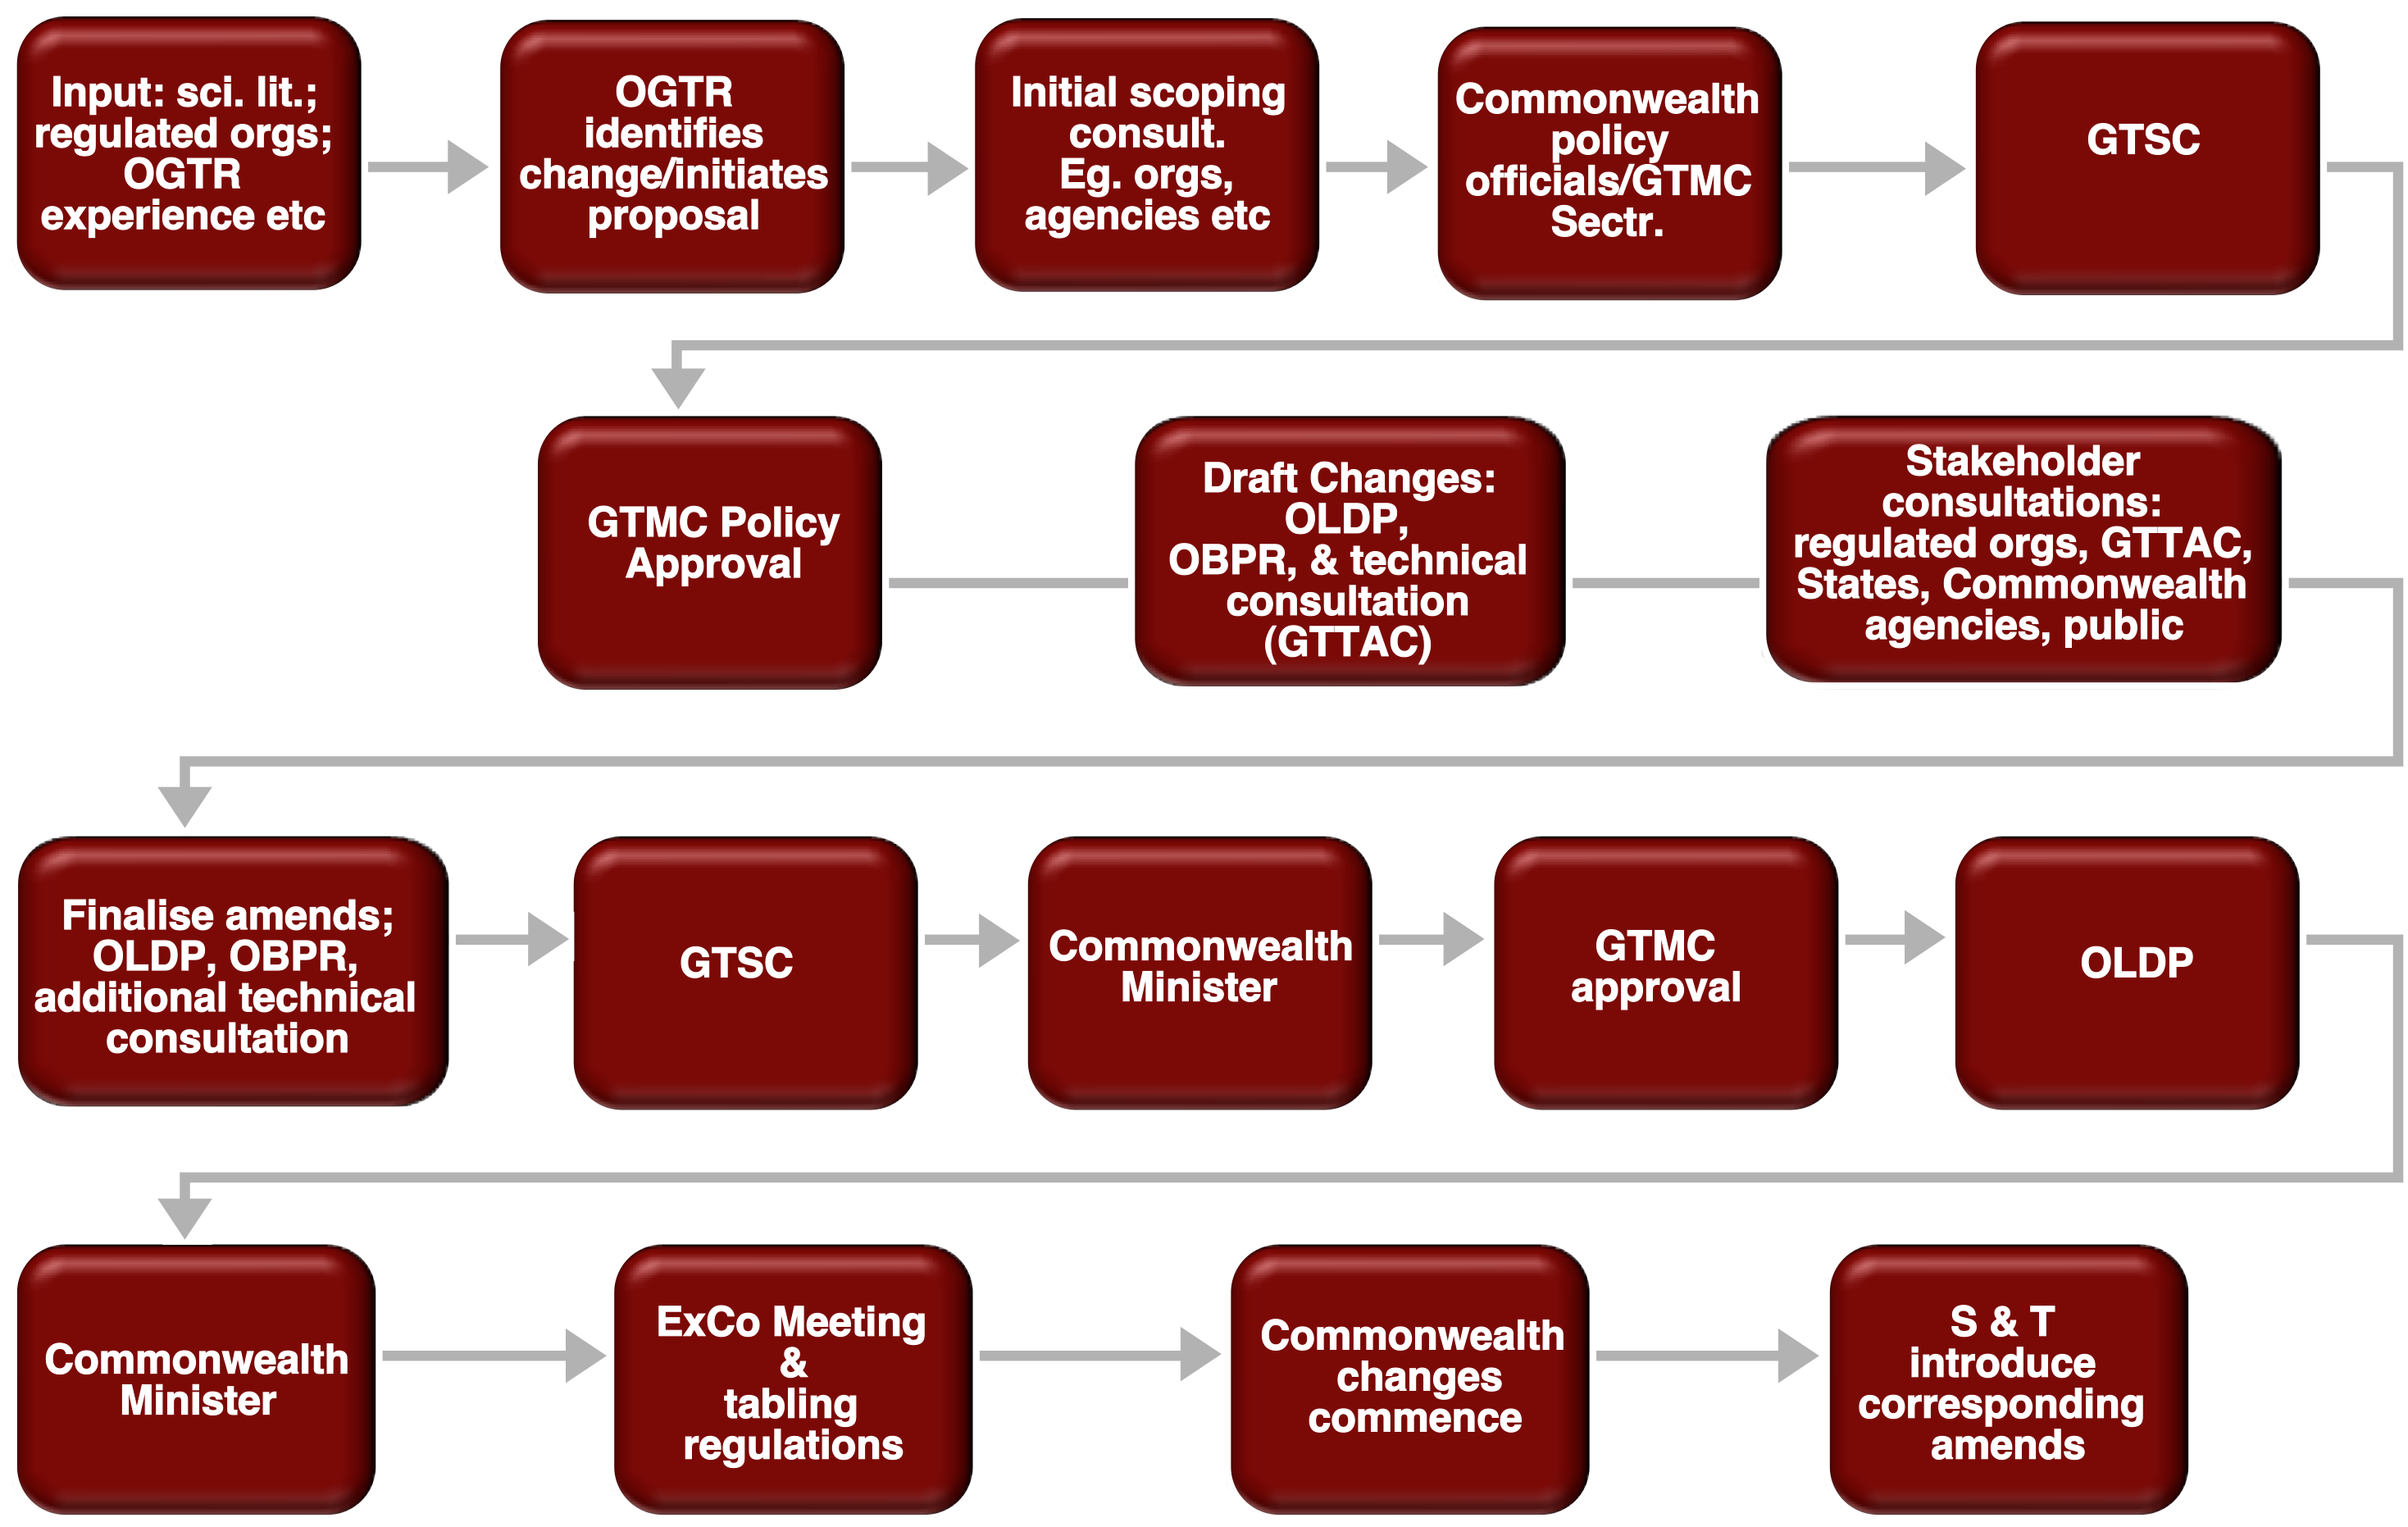 Input: sci. lit.;
regulated orgs;
OGTR
experience etc
OGTR
identifies
change/initiates
proposal
Initial scoping
consult.
Eg. orgs,
agencies etc
Commonwealth
policy
officials/GTMC
Sectr.
GTSC
GTMC Policy
Approval
Draft Changes:
OLDP,
OBPR, & technical
consultation
(GTTAC)
Stakeholder
consultations:
regulated orgs, GTTAC,
States, Commonwealth
agencies, public
Finalise amends;
OLDP, OBPR,
additional technical
consultation
GTSC
Commonwealth
Minister
GTMC
approval
OLDP
Commonwealth
Minister
ExCo Meeting
&
tabling
regulations
Commonwealth
changes
commence
S & T
introduce
corresponding
amends